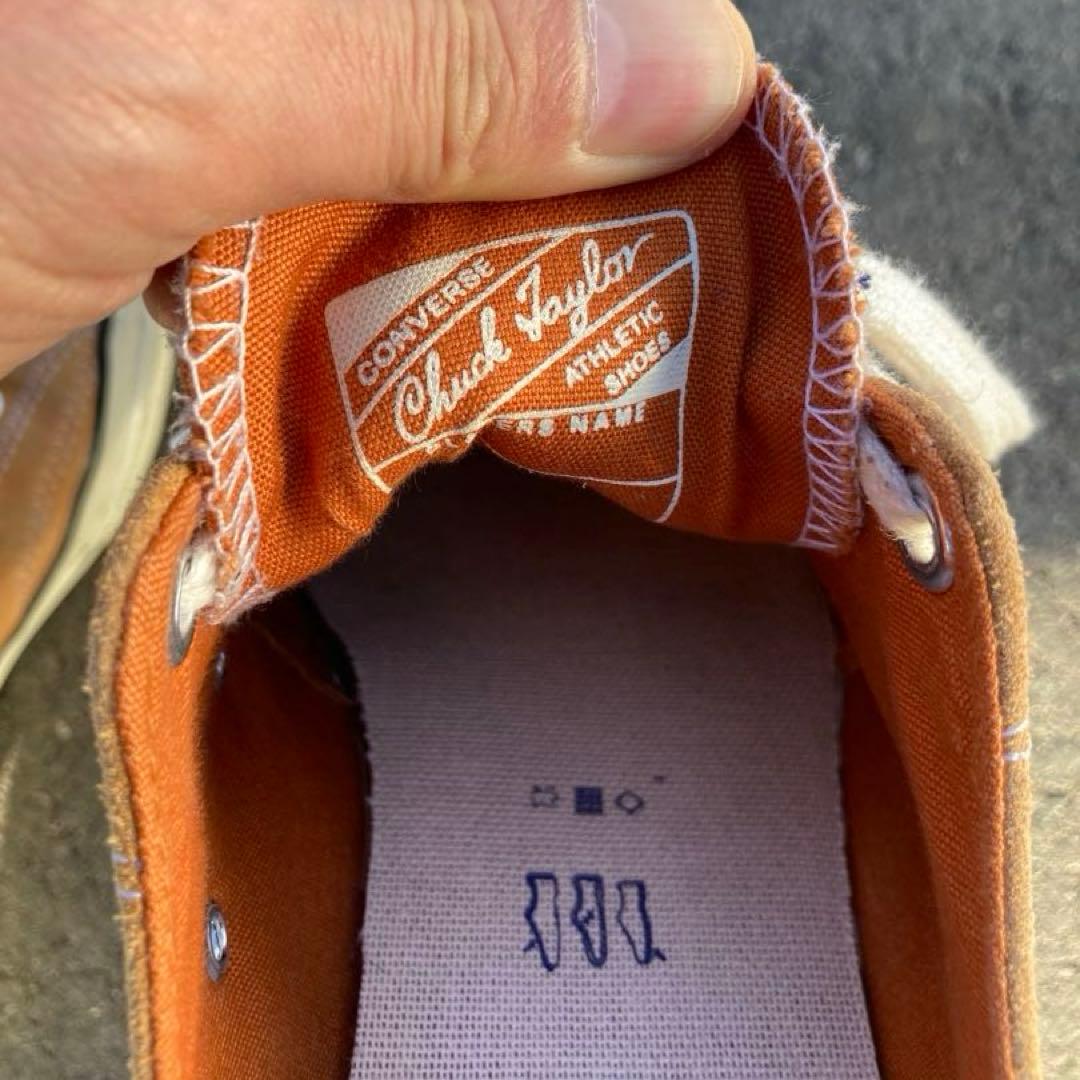 CONVERSE
Chuck Taylor
ATHLETIC
SHOES
NAME